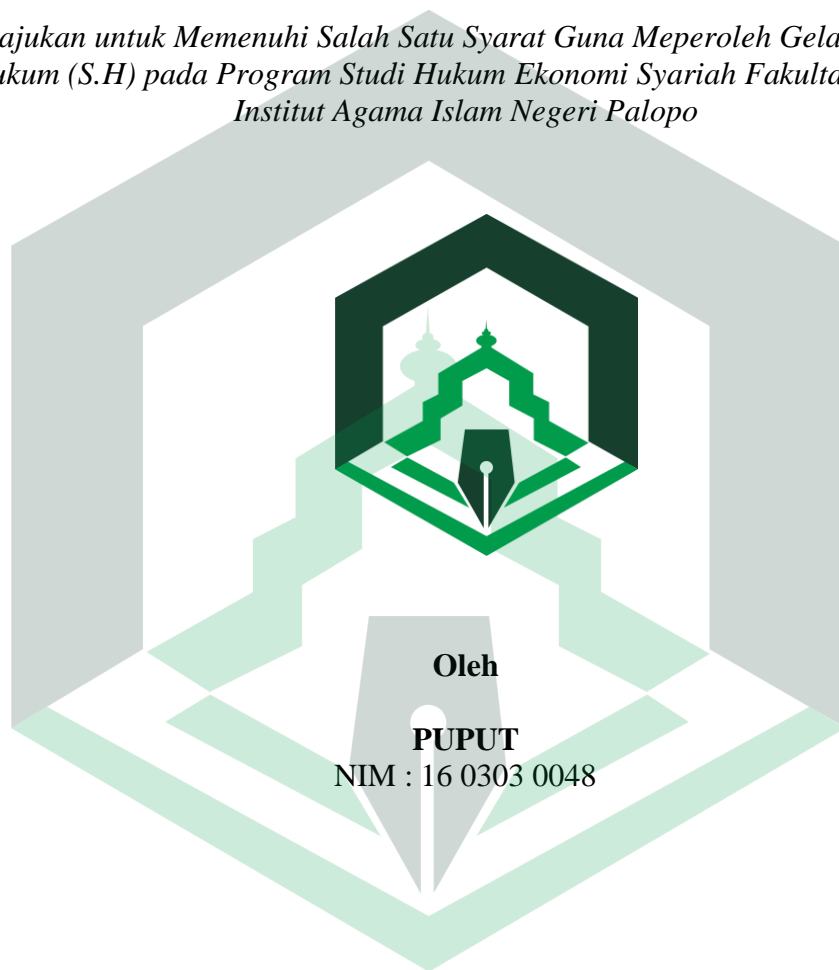 ajukan untuk Memenuhi Salah Satu Syarat Guna Meperoleh Gela
kum (S.H) pada Program Studi Hukum Ekonomi Syariah Fakulta
Institut Agama Islam Negeri Palopo
Oleh
PUPUT
NIM : 16 0303 0048